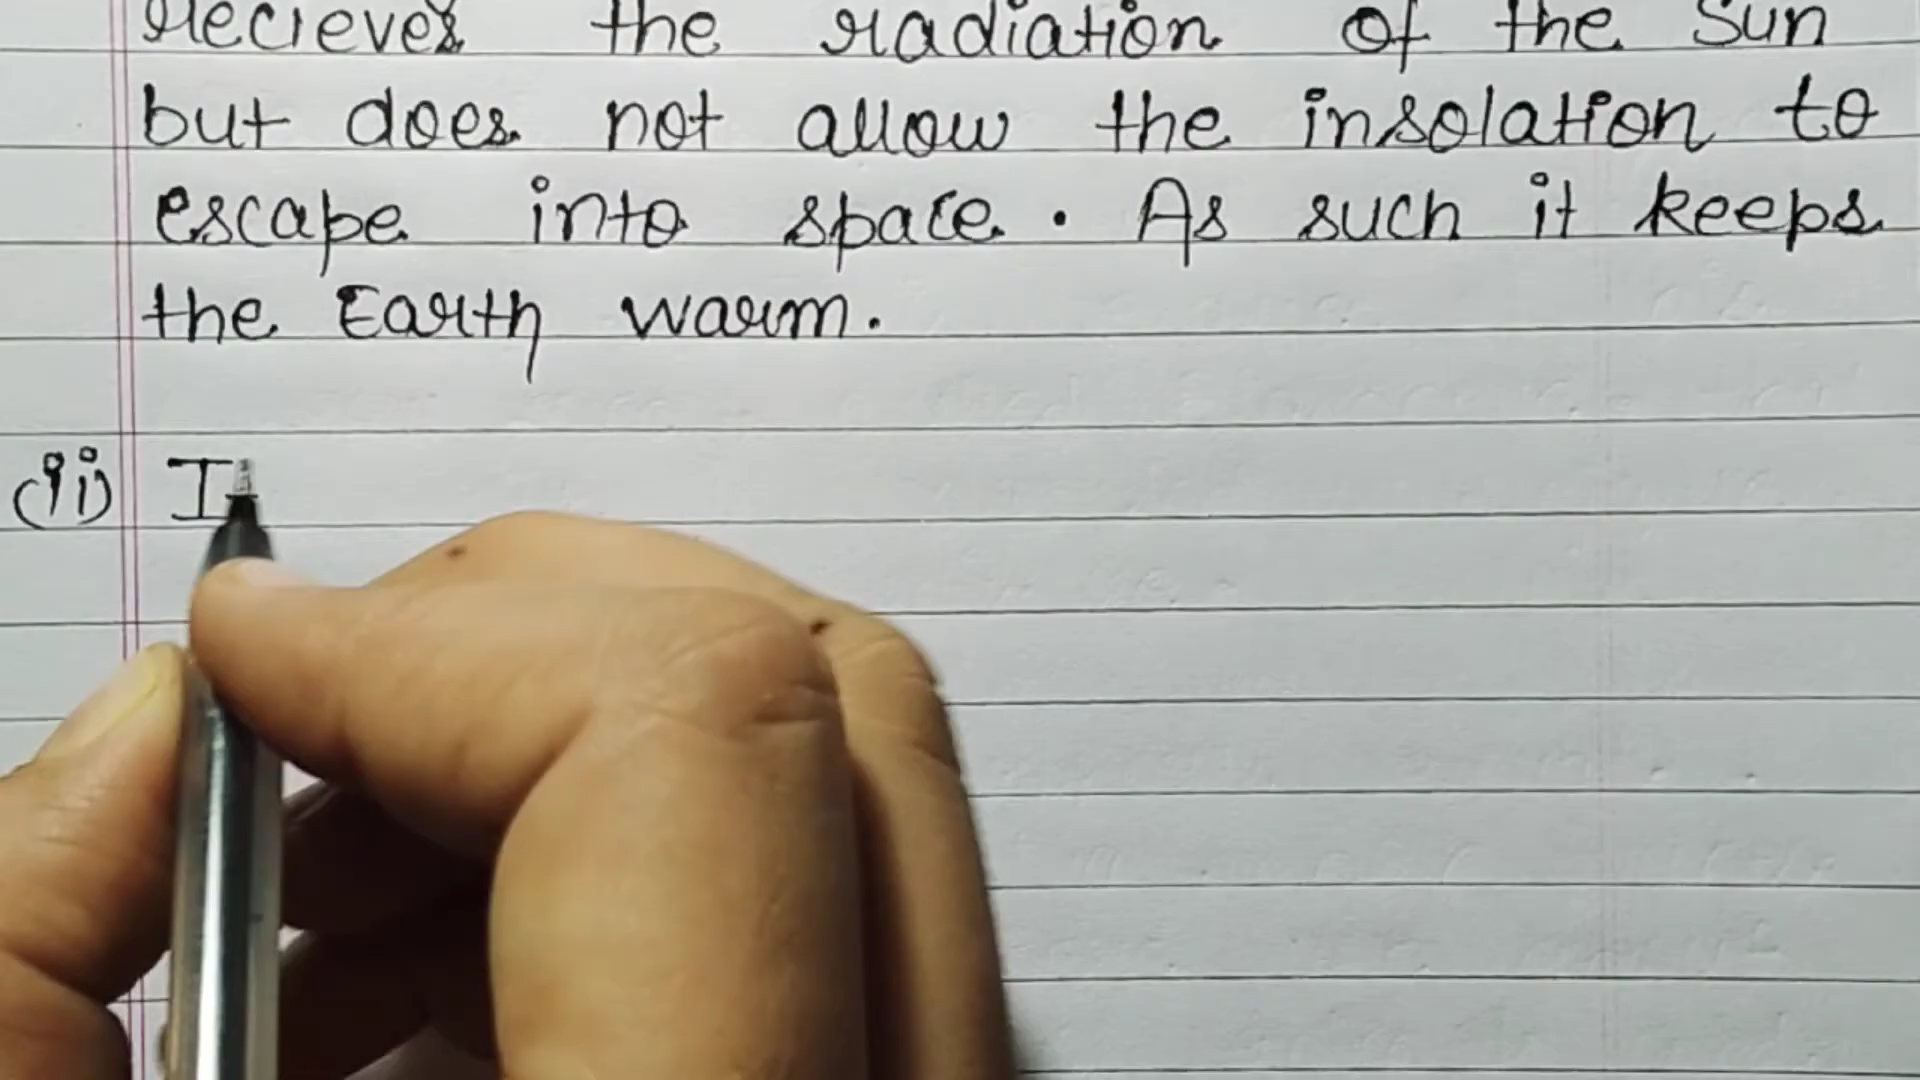 recieves the radiation of the Sun
but does not allow the insolation to
escape into space. As such it keeps
the Earth warm.
(ii) I